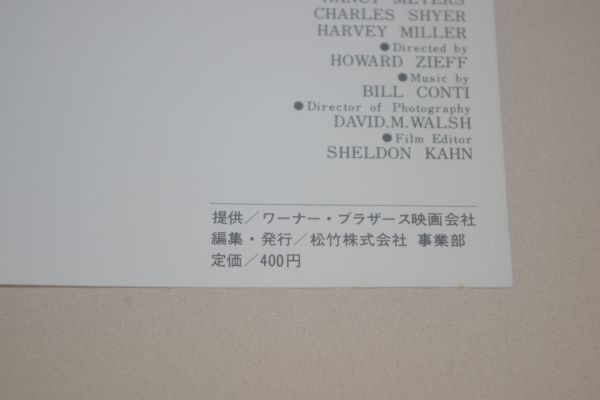 NANCY MEYERS
CHARLES SHYER
HARVEY MILLER
●Directed by
HOWARD ZIEFF
●Music by
BILL CONTI
●Director of Photography
DAVID.M.WALSH
●Film Editor
SHELDON KAHN
提供／ワーナー・ブラザース映画会社
編集・発行／松竹株式会社 事業部
定価／400円